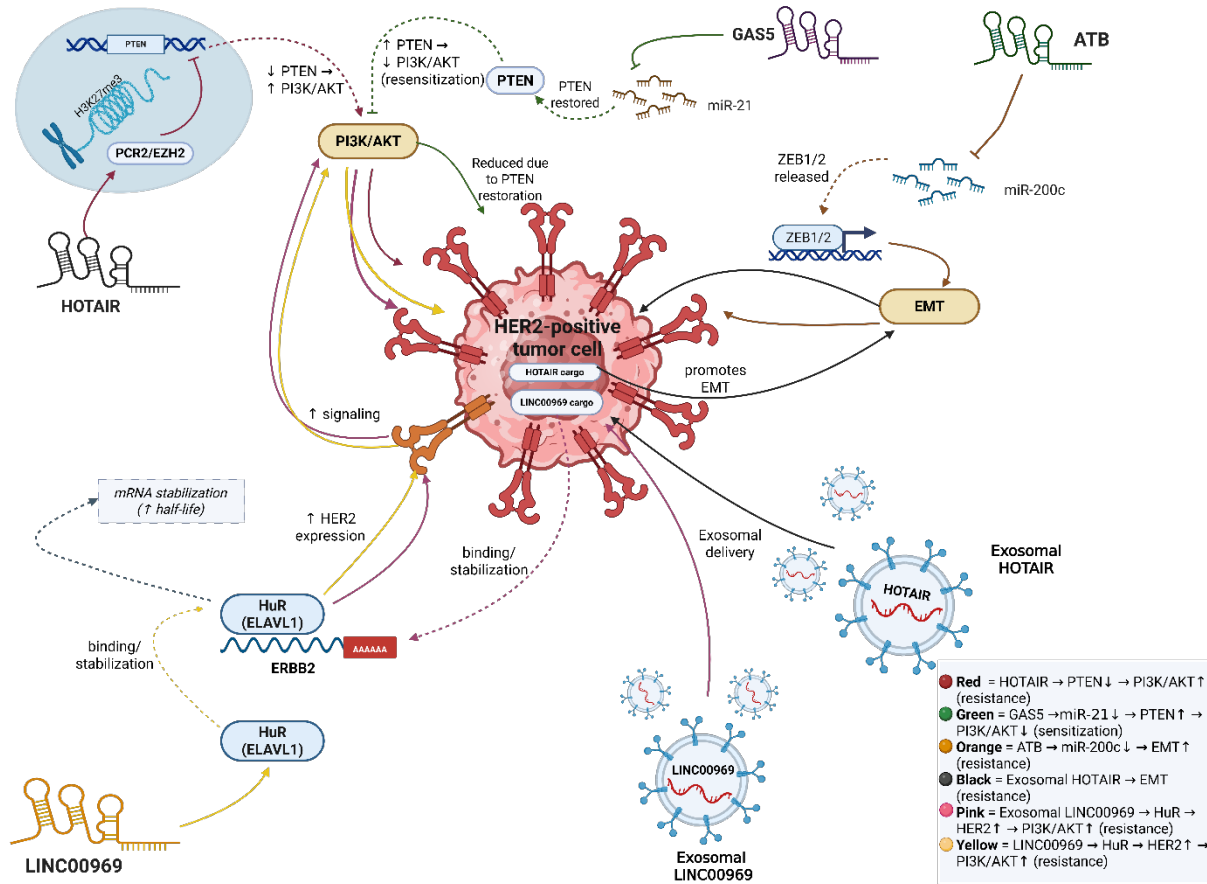 PTEN
H3K27me3
PCR2/EZH2
HOTAIR
↓ PTEN →
↑ PI3K/AKT
↑ PTEN →
↓ PI3K/AKT
(resensitization)
PTEN
PTEN
restored
GAS5
miR-21
ATB
PI3K/AKT
Reduced due
to PTEN
restoration
ZEB1/2
released
miR-200c
ZEB1/2
EMT
HER2-positive
tumor cell
HOTAIR cargo
LINC00969 cargo
promotes
EMT
↑ signaling
mRNA stabilization
(↑ half-life)
↑ HER2
expression
binding/
stabilization
Exosomal
delivery
Exosomal
HOTAIR
HOTAIR
HuR
(ELAVL1)
AAAAAA
ERBB2
binding/
stabilization
HuR
(ELAVL1)
LINC00969
LINC00969
Exosomal
LINC00969
Red = HOTAIR → PTEN↓ → PI3K/AKT↑
(resistance)
Green = GAS5 →miR-21↓ → PTEN↑ →
PI3K/AKT↓ (sensitization)
Orange = ATB → miR-200c↓ → EMT↑
(resistance)
Black = Exosomal HOTAIR → EMT
(resistance)
Pink = Exosomal LINC00969 → HuR →
HER2↑ → PI3K/AKT↑ (resistance)
Yellow = LINC00969 → HuR → HER2↑ →
PI3K/AKT↑ (resistance)